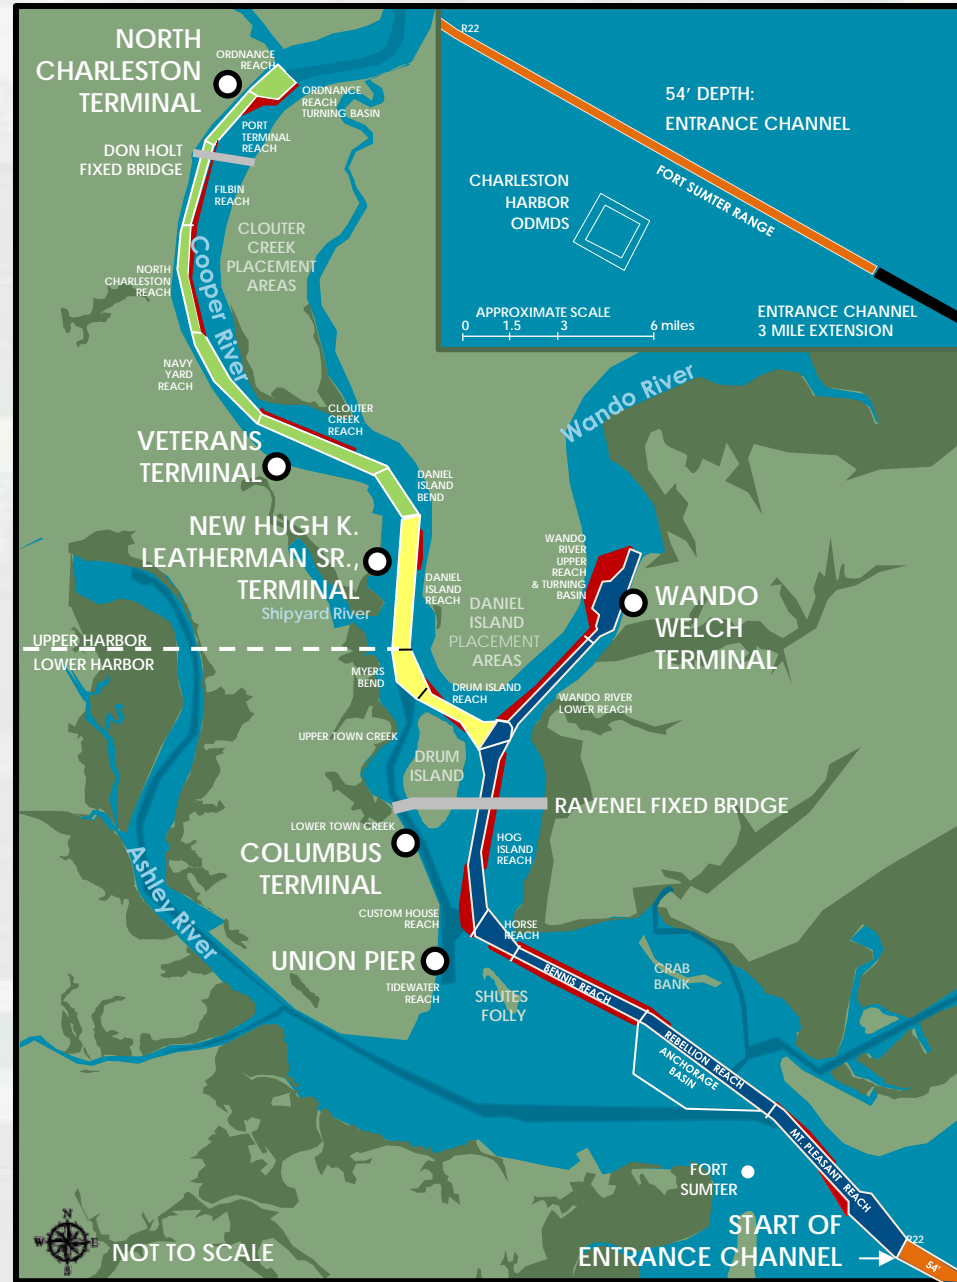 NORTH
CHARLESTON
TERMINAL
ORDNANCE
REACH
ORDNANCE
REACH
TURNING BASIN
PORT
TERMINAL
REACH
DON HOLT
FIXED BRIDGE
FILBIN
REACH
CLOUTER
CREEK
PLACEMENT
AREAS
Cooper River
NORTH
CHARLESTON
REACH
NAVY
YARD
REACH
CLOUTER
CREEK
REACH
VETERANS
TERMINAL
DANIEL
ISLAND
BEND
NEW HUGH K.
LEATHERMAN SR.,
TERMINAL
Shipyard River
DANIEL
ISLAND
REACH
DANIEL
ISLAND
PLACEMENT
AREAS
UPPER HARBOR
LOWER HARBOR
MYERS
BEND
DRUM ISLAND
REACH
UPPER TOWN CREEK
DRUM
ISLAND
R22
54’ DEPTH:
ENTRANCE CHANNEL
FORT SUMTER RANGE
CHARLESTON
HARBOR
ODMDS
APPROXIMATE SCALE
0 1.5 3 6 miles
ENTRANCE CHANNEL
3 MILE EXTENSION
Wando River
WANDO
RIVER
UPPER
REACH
& TURNING
BASIN
WANDO
WELCH
TERMINAL
WANDO RIVER
LOWER REACH
RAVENEL FIXED BRIDGE
LOWER TOWN CREEK
COLUMBUS
TERMINAL
HOG
ISLAND
REACH
Ashley River
CUSTOM HOUSE
REACH
HORSE
REACH
UNION PIER
TIDEWATER
REACH
SHUTES
FOLLY
BENNIS REACH
CRAB
BANK
REBELLION REACH
ANCHORAGE
BASIN
MT. PLEASANT REACH
FORT
SUMTER
START OF
ENTRANCE CHANNEL
R22
54’
N
W E
S
NOT TO SCALE